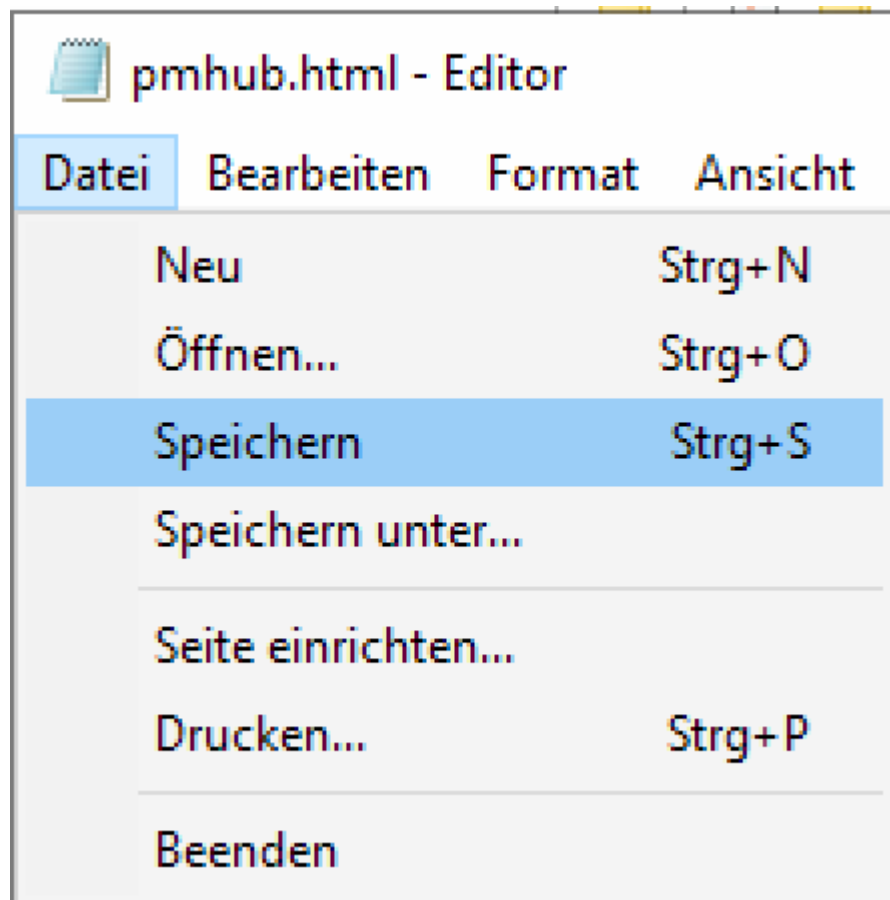 pmhub.html - Editor
Datei Bearbeiten Format Ansicht
Neu Strg+N
Öffnen... Strg+O
Speichern Strg+S
Speichern unter...
Seite einrichten...
Drucken... Strg+P
Beenden